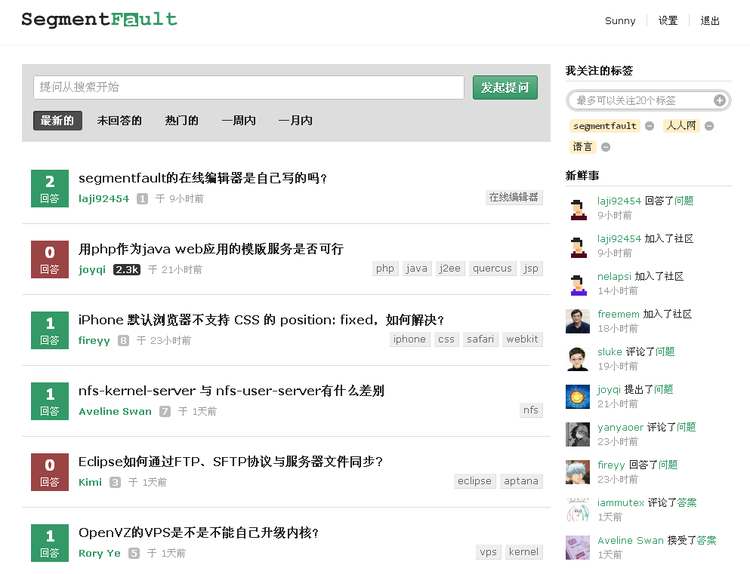 SegmentFault
Sunny 设置 退出
提问从搜索开始
发起提问
最新的 未回答的 热门的 一周内 一月内
2
回答
segmentfault的在线编辑器是自己写的吗?
laji92454 1 于 9小时前
在线编辑器
0
回答
用php作为java web应用的模版服务是否可行
joyqi 2.3k 于 21小时前
php java j2ee quercus jsp
1
回答
iPhone 默认浏览器不支持 CSS 的 position: fixed，如何解决?
fireyy 8 于 23小时前
iphone css safari webkit
1
回答
nfs-kernel-server 与 nfs-user-server有什么差别
Aveline Swan 7 于 1天前
nfs
0
回答
Eclipse如何通过FTP、SFTP协议与服务器文件同步?
Kimi 3 于 1天前
eclipse aptana
1
回答
OpenVZ的VPS是不是不能自己升级内核?
Rory Ye 5 于 1天前
vps kernel
我关注的标签
最多可以关注20个标签
segmentfault 人人网
语言
新鲜事
laji92454 回答了问题
9小时前
laji92454 加入了社区
9小时前
nelapsi 加入了社区
14小时前
freemem 加入了社区
18小时前
sluke 评论了问题
19小时前
joyqi 提出了问题
21小时前
yanyaoer 评论了问题
23小时前
fireyy 回答了问题
23小时前
iammutex 评论了答案
1天前
Aveline Swan 接受了答案
1天前